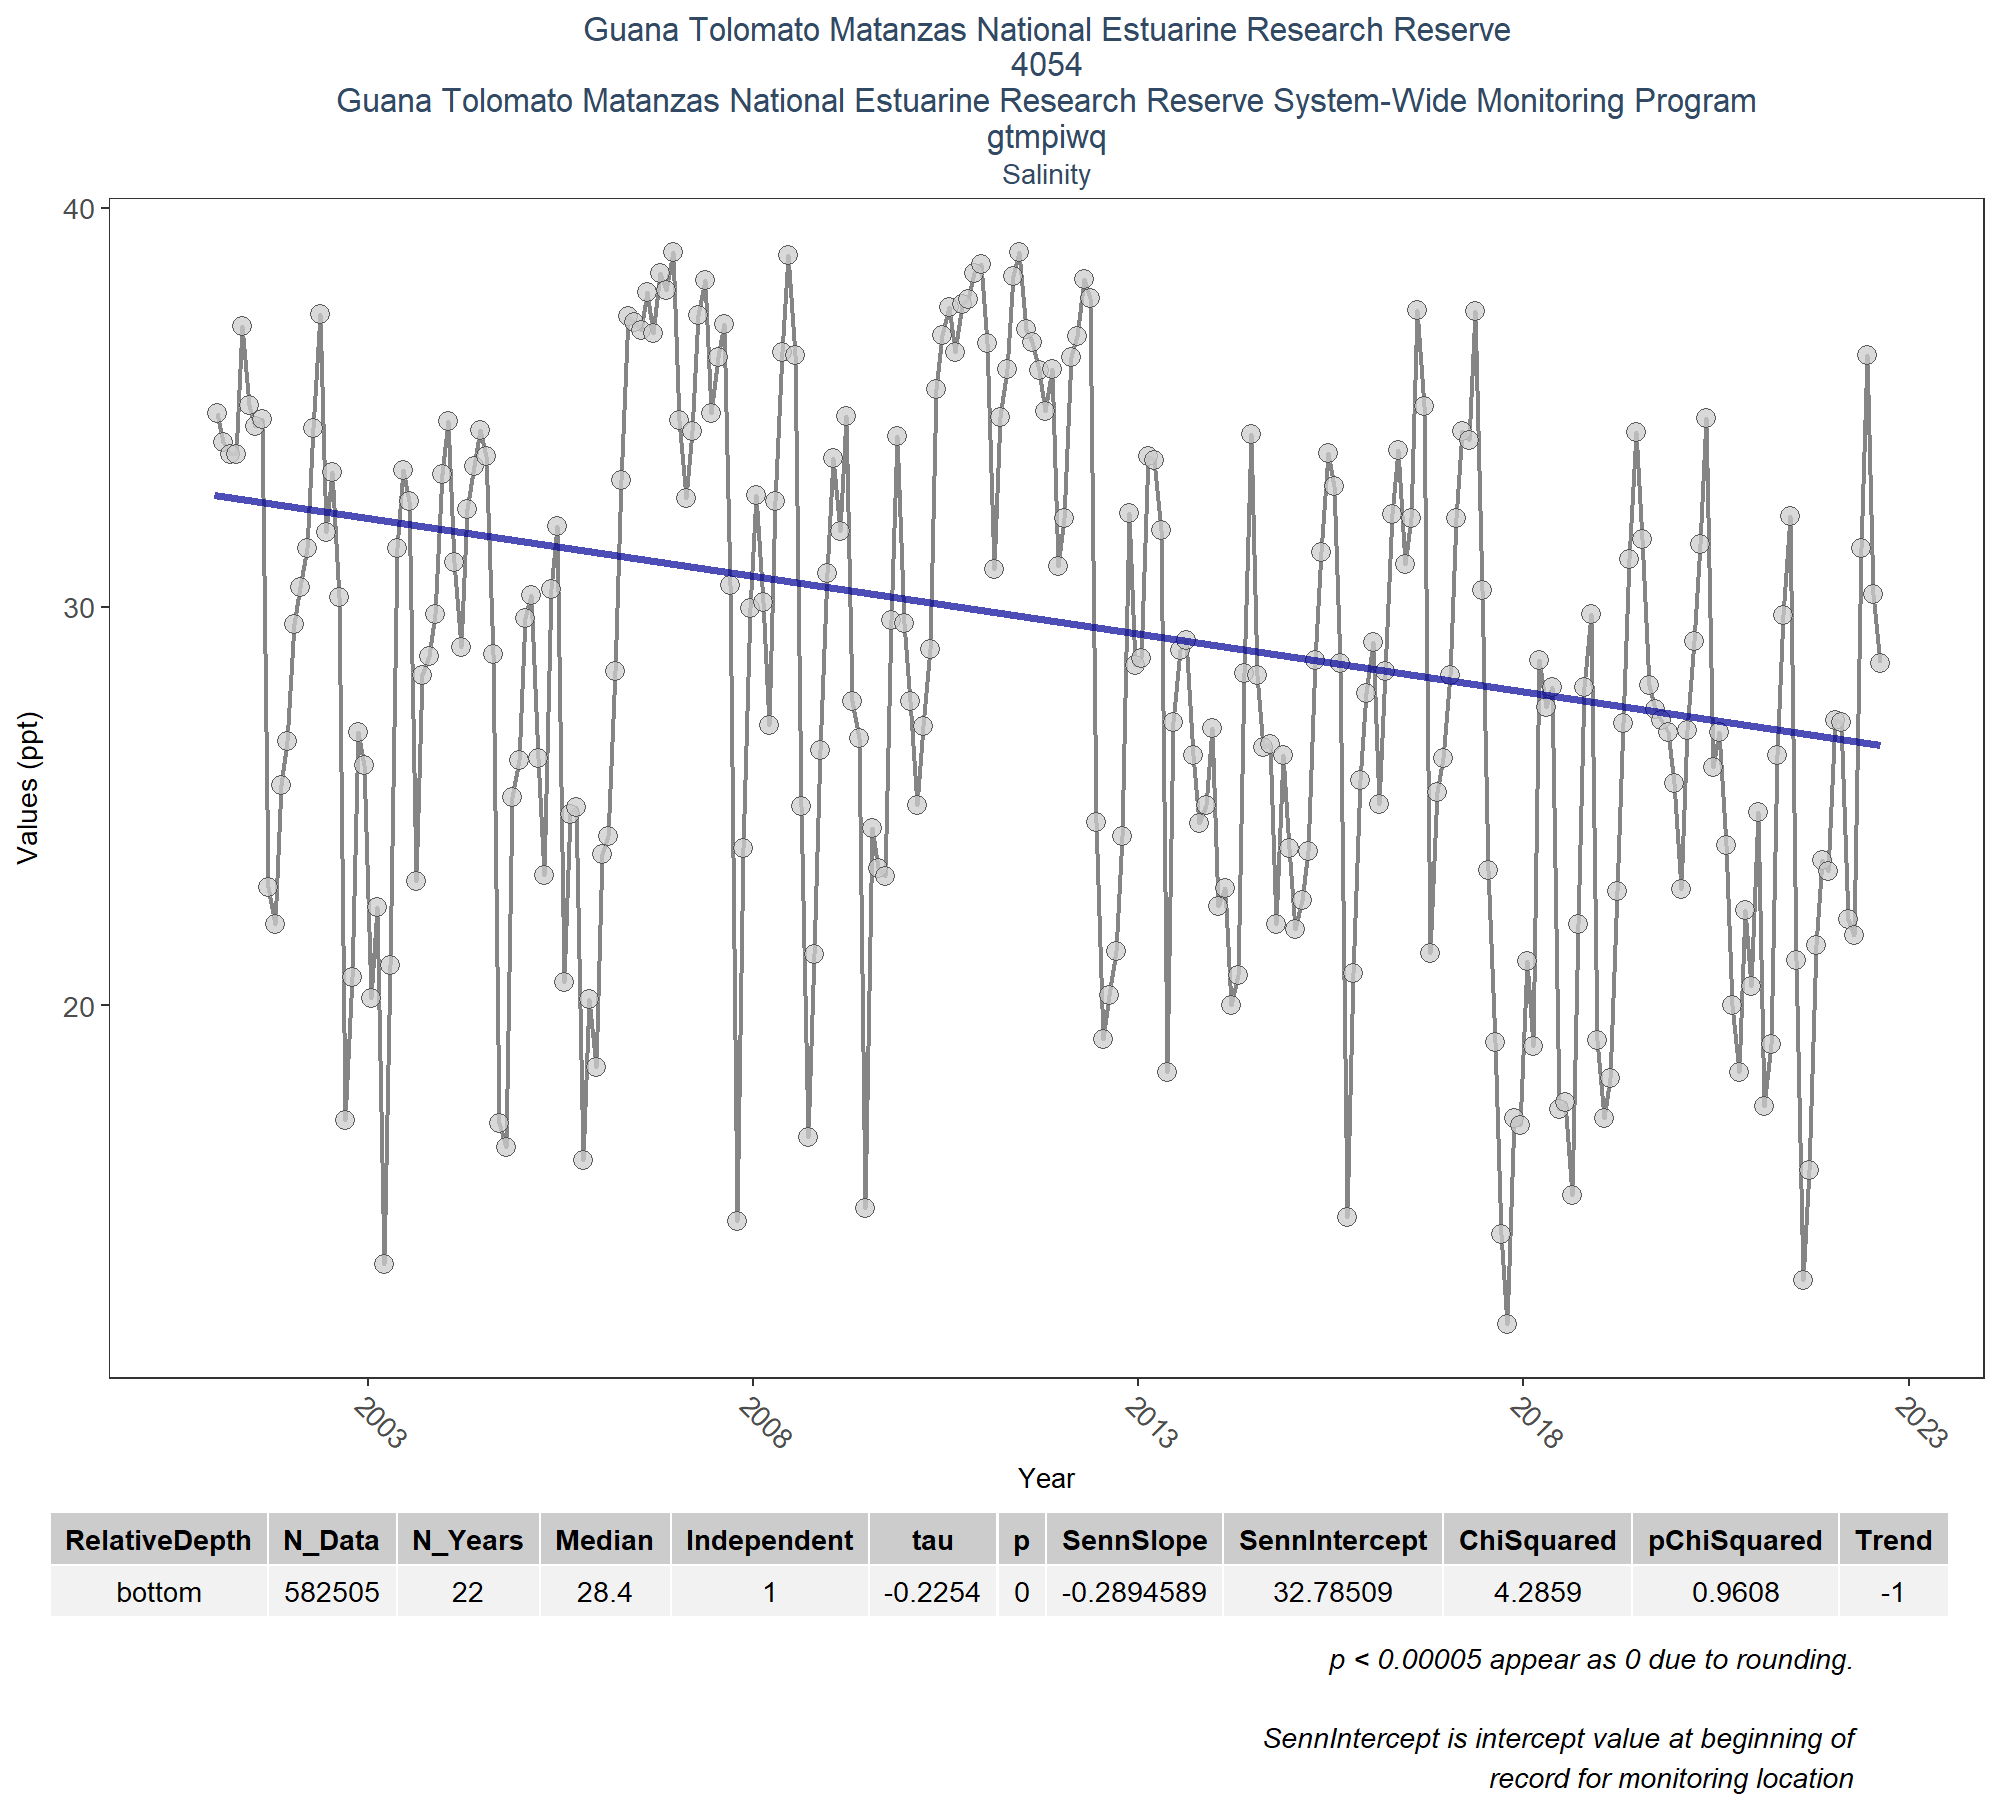 Guana Tolomato Matanzas National Estuarine Research Reserve
4054
Guana Tolomato Matanzas National Estuarine Research Reserve System-Wide Monitoring Program
gtmpiwq
Salinity
40
30
20
Values (ppt)
2003 2008 2013 2018 2023
Year
RelativeDepth N_Data N_Years Median Independent tau p SennSlope SennIntercept ChiSquared pChiSquared Trend
bottom 582505 22 28.4 1 -0.2254 0 -0.2894589 32.78509 4.2859 0.9608 -1
p < 0.00005 appear as 0 due to rounding.
SennIntercept is intercept value at beginning of
record for monitoring location